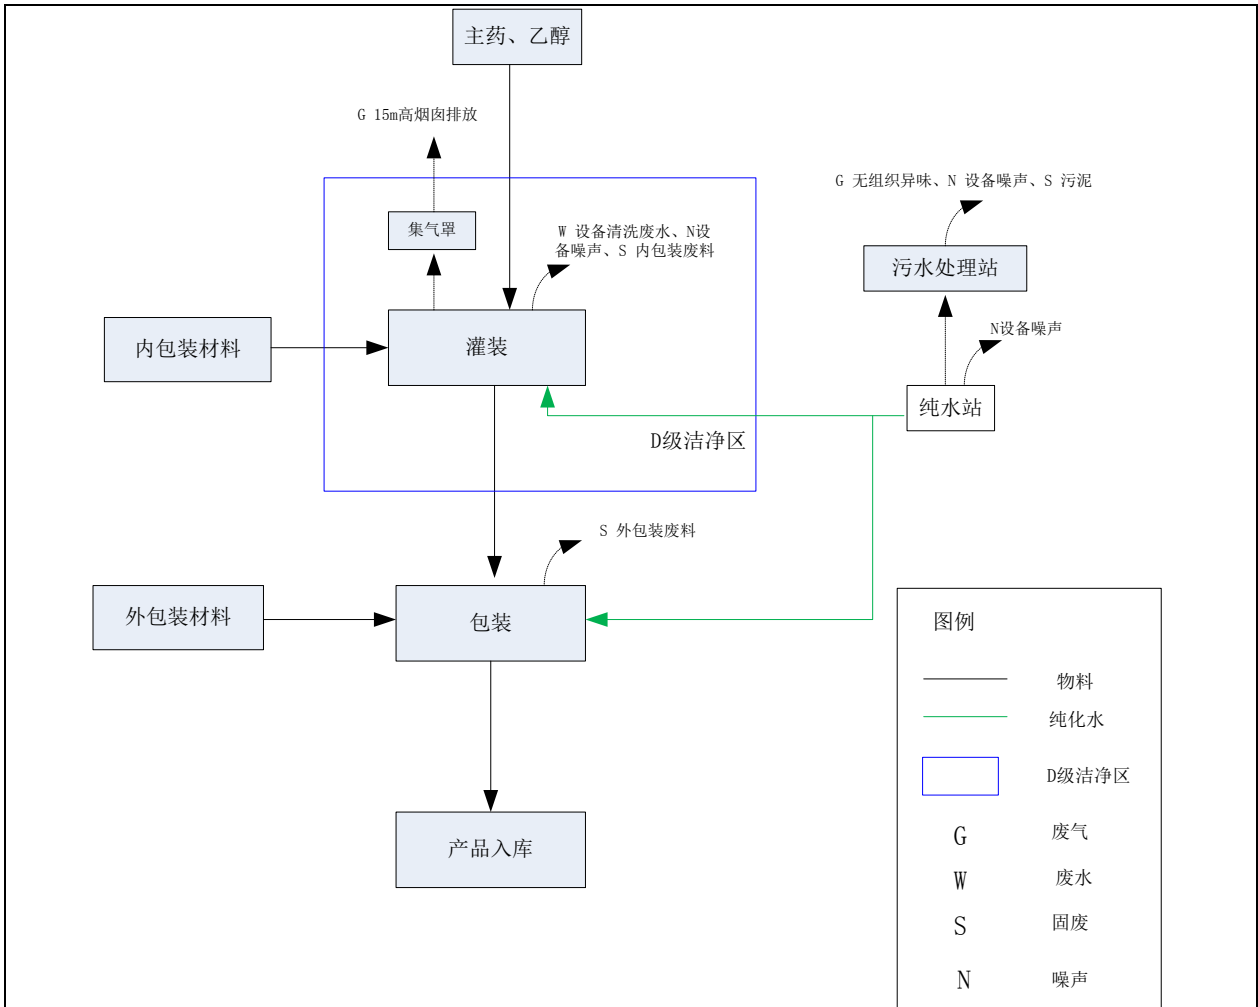 主药、乙醇
G 15m高烟囱排放
G 无组织异味、N 设备噪声、S 污泥
集气罩
W 设备清洗废水、N设
备噪声、S 内包装废料
污水处理站
内包装材料
灌装
N设备噪声
纯水站
D级洁净区
S 外包装废料
外包装材料
包装
产品入库
图例
物料
纯化水
D级洁净区
G 废气
W 废水
S 固废
N 噪声